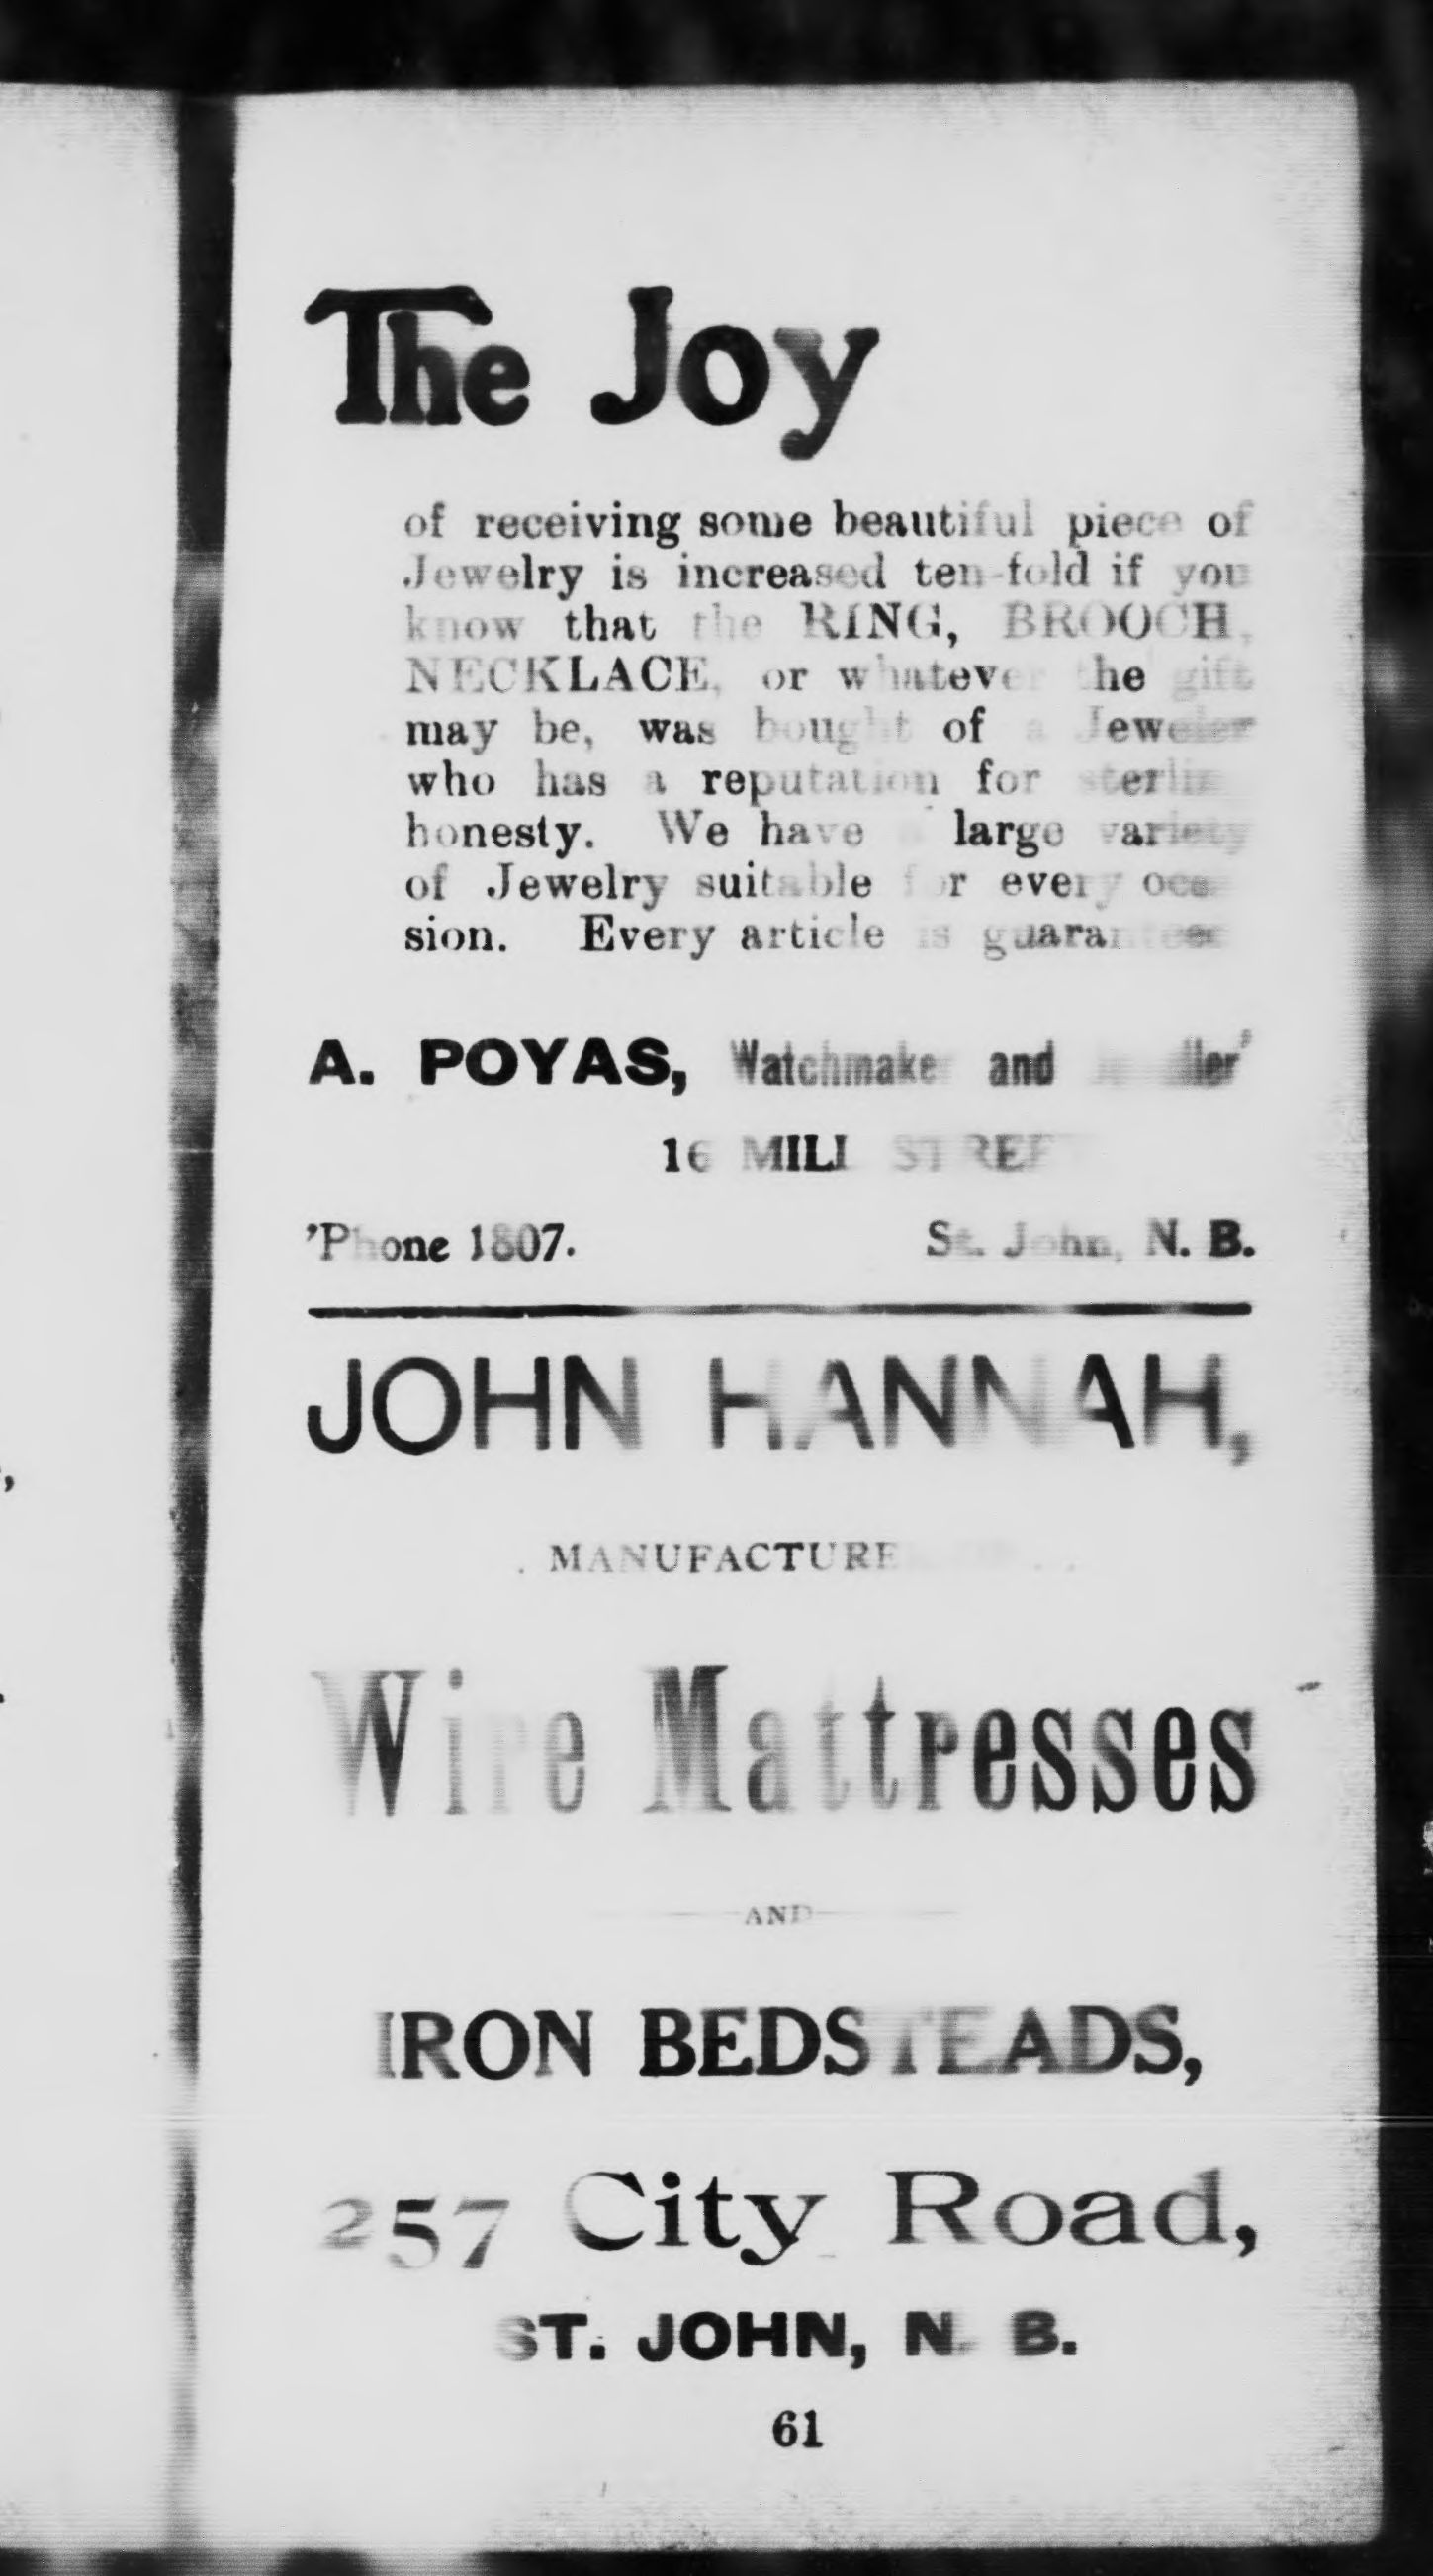 The Joy
of receiving some beautiful piece of
Jewelry is increased ten-fold if you
know that the RING, BROOCH,
NECKLACE, or whatever the gift
may be, was bought of a Jeweler
who has a reputation for
honesty. We have a large variety
of Jewelry suitable for every occa-
sion. Every article is guaranteed
A. POYAS, Watchmaker and
16 MILL STREET
'Phone 1807. St. John, N. B.
JOHN HANNAH,
. MANUFACTURER OF . .
Wire Mattresses
AND
IRON BEDSTEADS,
257 City Road,
ST. JOHN, N. B.
61